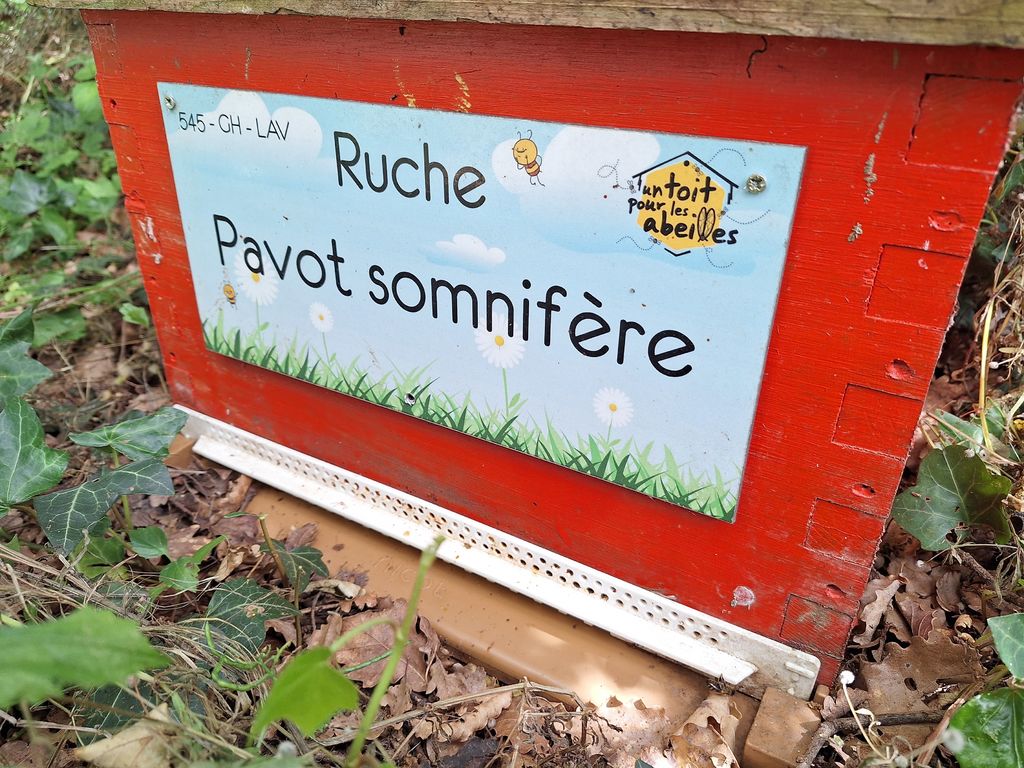 545 - GH - LAV
Ruche
un toit
pour les
abeilles
Pavot somnifère